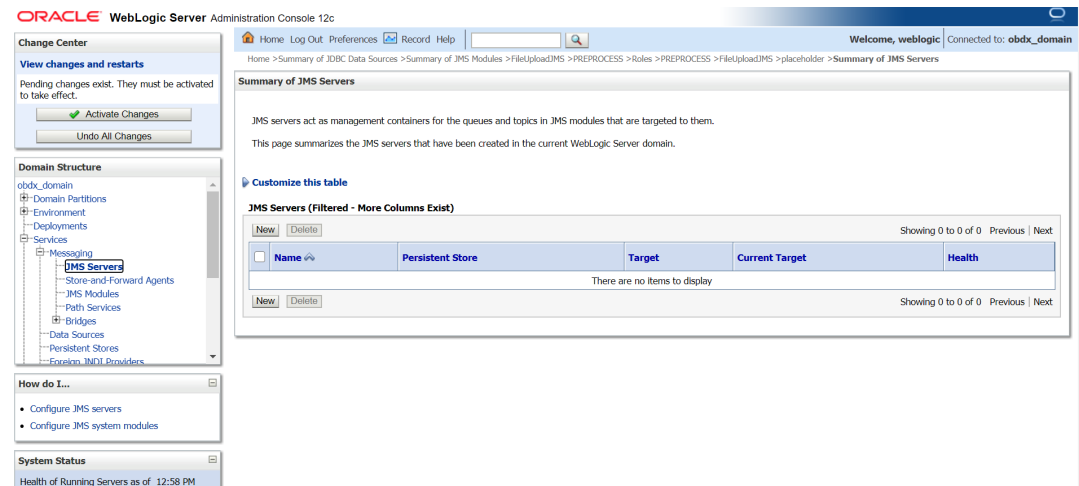 ORACLE® WebLogic Server Administration Console 12c
Change Center
View changes and restarts
Pending changes exist. They must be activated
to take effect.
Activate Changes
Undo All Changes
Domain Structure
obdx_domain
Domain Partitions
Environment
Deployments
Services
Messaging
JMS Servers
Store-and-Forward Agents
JMS Modules
Path Services
Bridges
Data Sources
Persistent Stores
Foreign JNDI Providers
How do I...
Configure JMS servers
Configure JMS system modules
System Status
Health of Running Servers as of 12:58 PM
Home Log Out Preferences Record Help
Welcome, weblogic Connected to: obdx_domain
Home >Summary of JDBC Data Sources >Summary of JMS Modules >FileUploadJMS >PREPROCESS >Roles >PREPROCESS >FileUploadJMS >placeholder >Summary of JMS Servers
Summary of JMS Servers
JMS servers act as management containers for the queues and topics in JMS modules that are targeted to them.
This page summarizes the JMS servers that have been created in the current WebLogic Server domain.
Customize this table
JMS Servers (Filtered - More Columns Exist)
New Delete Showing 0 to 0 of 0 Previous | Next
Name Persistent Store Target Current Target Health
There are no items to display
New Delete Showing 0 to 0 of 0 Previous | Next